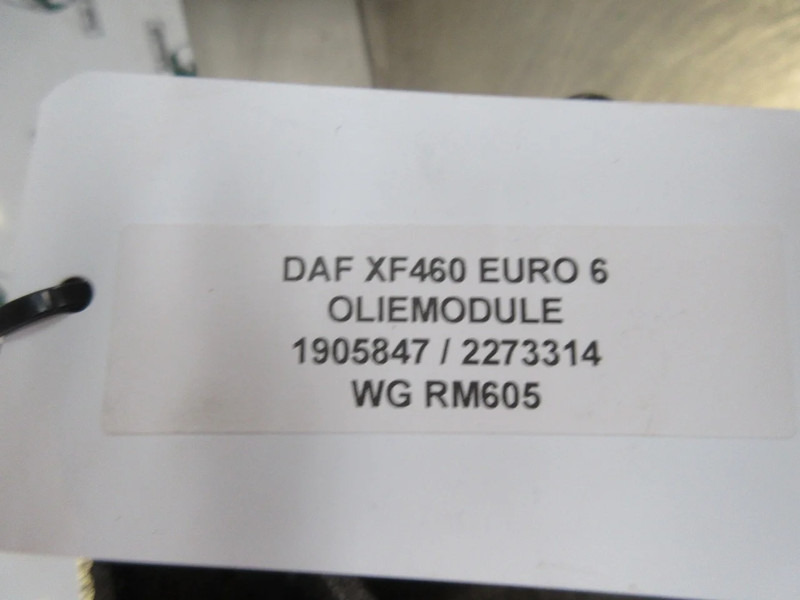 DAF XF460 EURO 6
OLIEMODULE
1905847 / 2273314
WG RM605